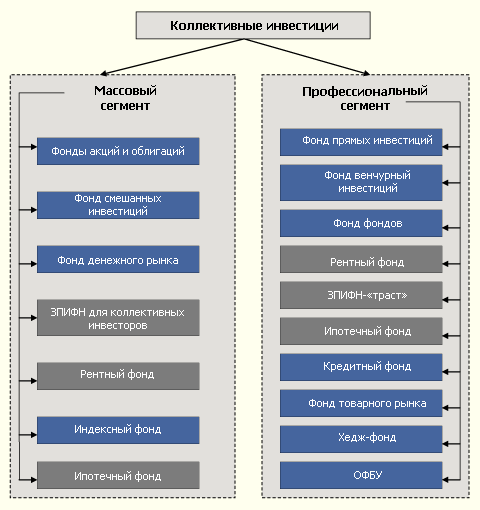 Коллективные инвестиции
Массовый
сегмент
Фонды акций и облигаций
Фонд смешанных
инвестиций
Фонд денежного рынка
ЗПИФН для коллективных
инвесторов
Рентный фонд
Индексный фонд
Ипотечный фонд
Профессиональный
сегмент
Фонд прямых инвестиций
Фонд венчурный
инвестиций
Фонд фондов
Рентный фонд
ЗПИФН-«траст»
Ипотечный фонд
Кредитный фонд
Фонд товарного рынка
Хедж-фонд
ОФБУ